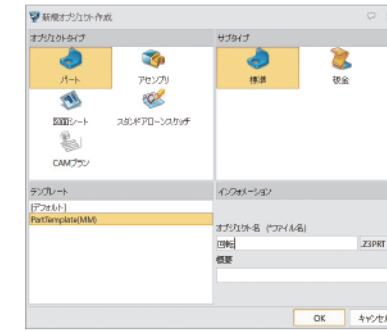 新規オブジェクト作成
オブジェクトタイプ
サブタイプ
パート
アセンブリ
標準
板金
2Dシート
スタンドアローンスケッチ
CAMプラン
テンプレート
インフォメーション
[デフォルト]
PartTemplate(MM)
オブジェクト名 (*ファイル名)
回転
.Z3PRT
概要
OK
キャンセル